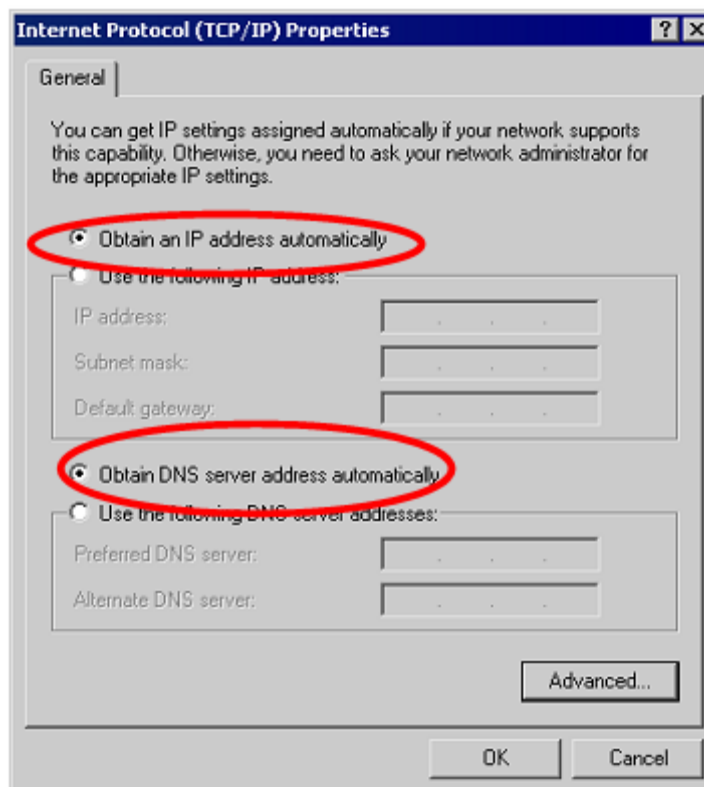 Internet Protocol (TCP/IP) Properties
General
You can get IP settings assigned automatically if your network supports
this capability. Otherwise, you need to ask your network administrator for
the appropriate IP settings.
Obtain an IP address automatically
Use the following IP address:
IP address:
Subnet mask:
Default gateway:
Obtain DNS server address automatically
Use the following DNS server addresses:
Preferred DNS server:
Alternate DNS server:
Advanced...
OK Cancel